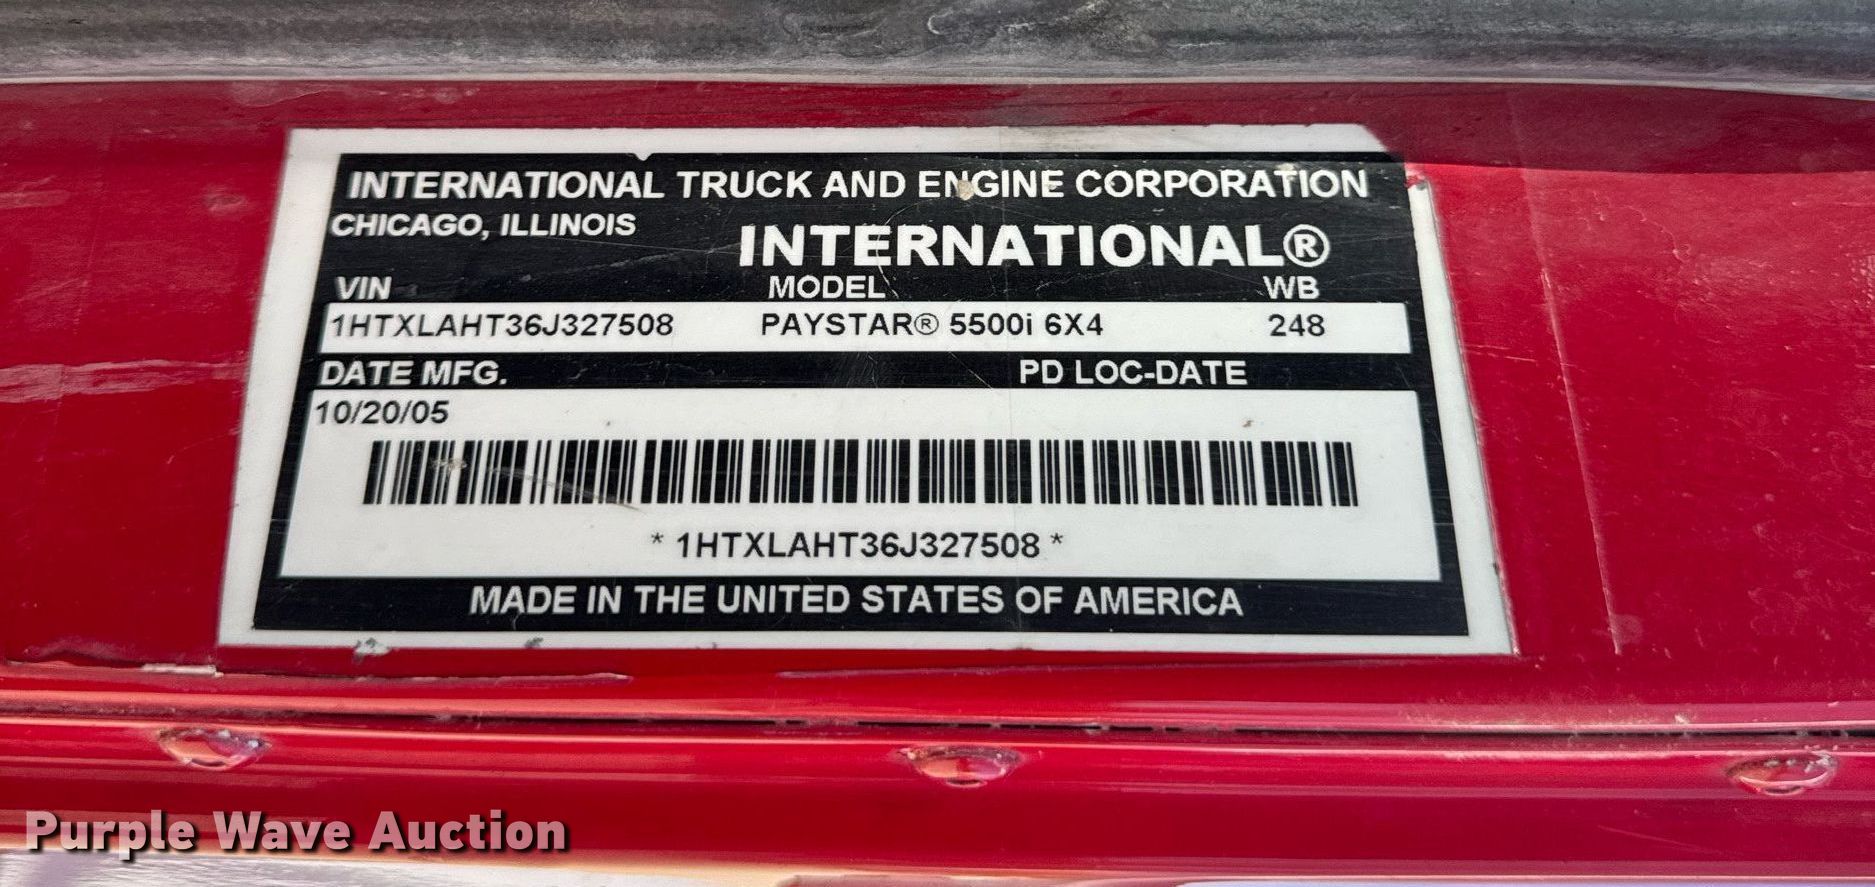 INTERNATIONAL TRUCK AND ENGINE CORPORATION
CHICAGO, ILLINOIS
INTERNATIONAL®
VIN MODEL WB
1HTXLAHT36J327508 PAYSTAR® 5500i 6X4 248
DATE MFG. PD LOC-DATE
10/20/05
* 1HTXLAHT36J327508 *
MADE IN THE UNITED STATES OF AMERICA
Purple Wave Auction